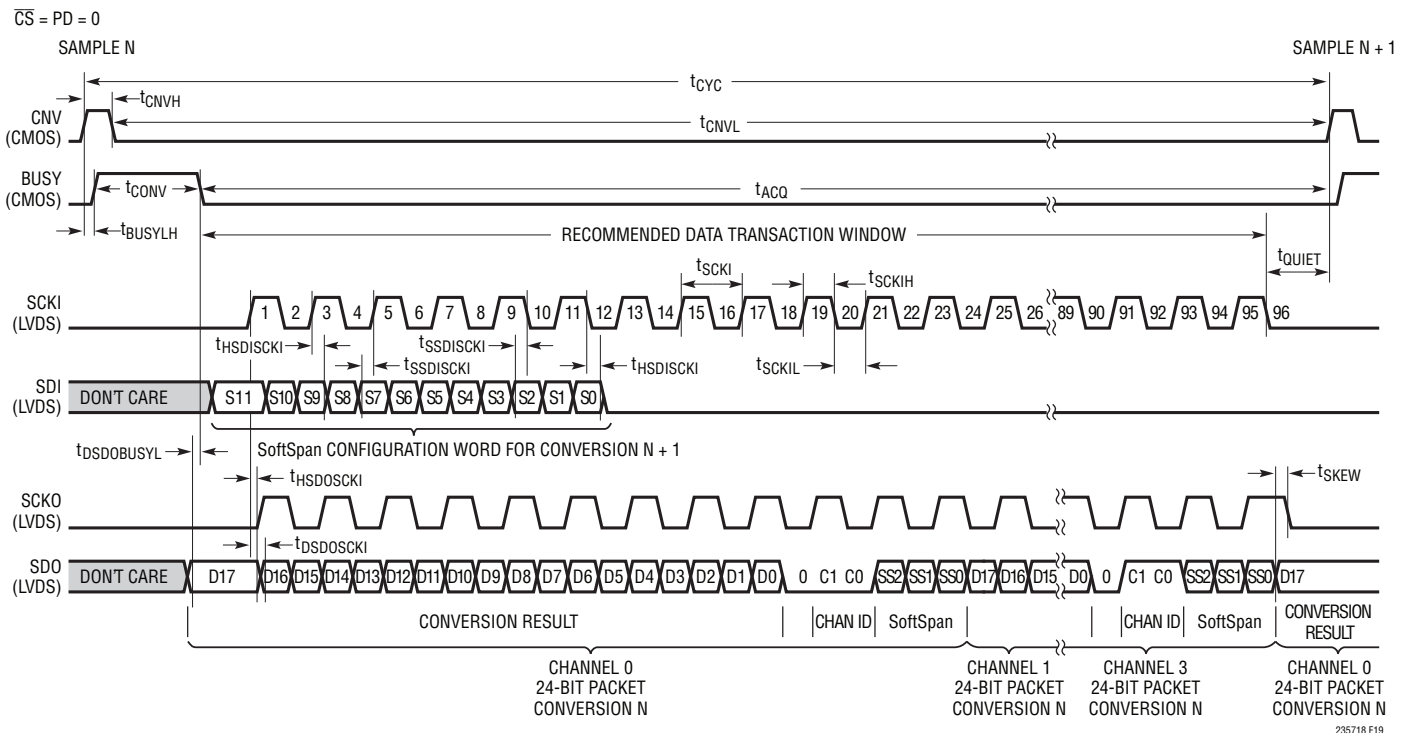 CS = PD = 0
SAMPLE N
SAMPLE N + 1
tCYC
tCNVH
CNV
(CMOS)
tCNVL
BUSY
(CMOS)
tCONV
tACQ
tBUSYLH
RECOMMENDED DATA TRANSACTION WINDOW
tQUIET
tSCKI
tSCKIH
SCKI
(LVDS)
1 2 3 4 5 6 7 8 9 10 11 12 13 14 15 16 17 18 19 20 21 22 23 24 25 26 89 90 91 92 93 94 95 96
tHSDISCKI
tSSDISCKI
tSSDISCKI
tHSDISCKI
tSCKIL
SDI
(LVDS)
DON'T CARE S11 S10 S9 S8 S7 S6 S5 S4 S3 S2 S1 S0
tDSDOBUSYL
SoftSpan CONFIGURATION WORD FOR CONVERSION N + 1
tHSDOSCKI
tSKEW
SCKO
(LVDS)
tDSDOSCKI
SDO
(LVDS)
DON'T CARE D17 D16 D15 D14 D13 D12 D11 D10 D9 D8 D7 D6 D5 D4 D3 D2 D1 D0 0 C1 C0 SS2 SS1 SS0 D17 D16 D15 D0 0 C1 C0 SS2 SS1 SS0 D17
CONVERSION RESULT
CHAN ID
SoftSpan
CHAN ID
SoftSpan
CONVERSION
RESULT
CHANNEL 0
24-BIT PACKET
CONVERSION N
CHANNEL 1
24-BIT PACKET
CONVERSION N
CHANNEL 3
24-BIT PACKET
CONVERSION N
CHANNEL 0
24-BIT PACKET
CONVERSION N
235718 F19